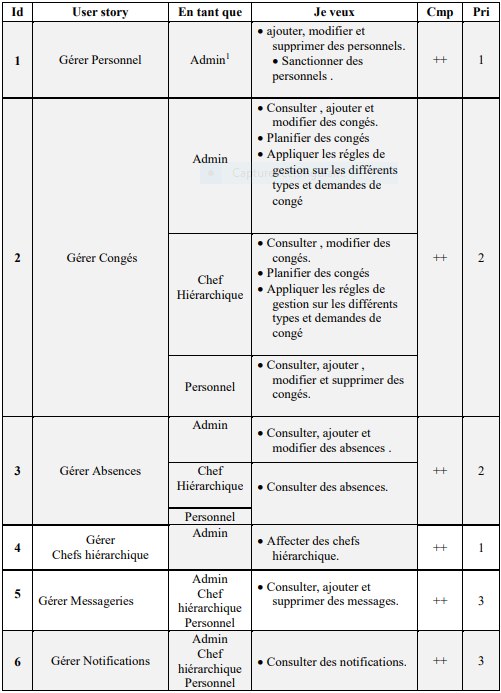 Id User story En tant que Je veux Cmp Pri
1 Gérer Personnel Admin1 ++ 1
• ajouter, modifier et
supprimer des personnels.
• Sanctionner des
personnels .
2 Gérer Congés ++ 2
Admin
• Consulter , ajouter et
modifier des congés.
• Planifier des congés
• Appliquer les régles de
gestion sur les différents
types et demandes de
congé
Chef
Hiérarchique
• Consulter , modifier des
congés.
• Planifier des congés
• Appliquer les régles de
gestion sur les différents
types et demandes de
congé
Personnel
• Consulter, ajouter ,
modifier et supprimer des
congés.
3 Gérer Absences ++ 2
Admin
• Consulter, ajouter et
modifier des absences .
Chef
Hiérarchique
Personnel
• Consulter des absences.
4 Gérer
Chefs hiérarchique
Admin
• Affecter des chefs
hiérarchique.
++ 1
5 Gérer Messageries
Admin
Chef
hiérarchique
Personnel
• Consulter, ajouter et
supprimer des messages.
++ 3
6 Gérer Notifications
Admin
Chef
hiérarchique
Personnel
• Consulter des notifications.
++ 3